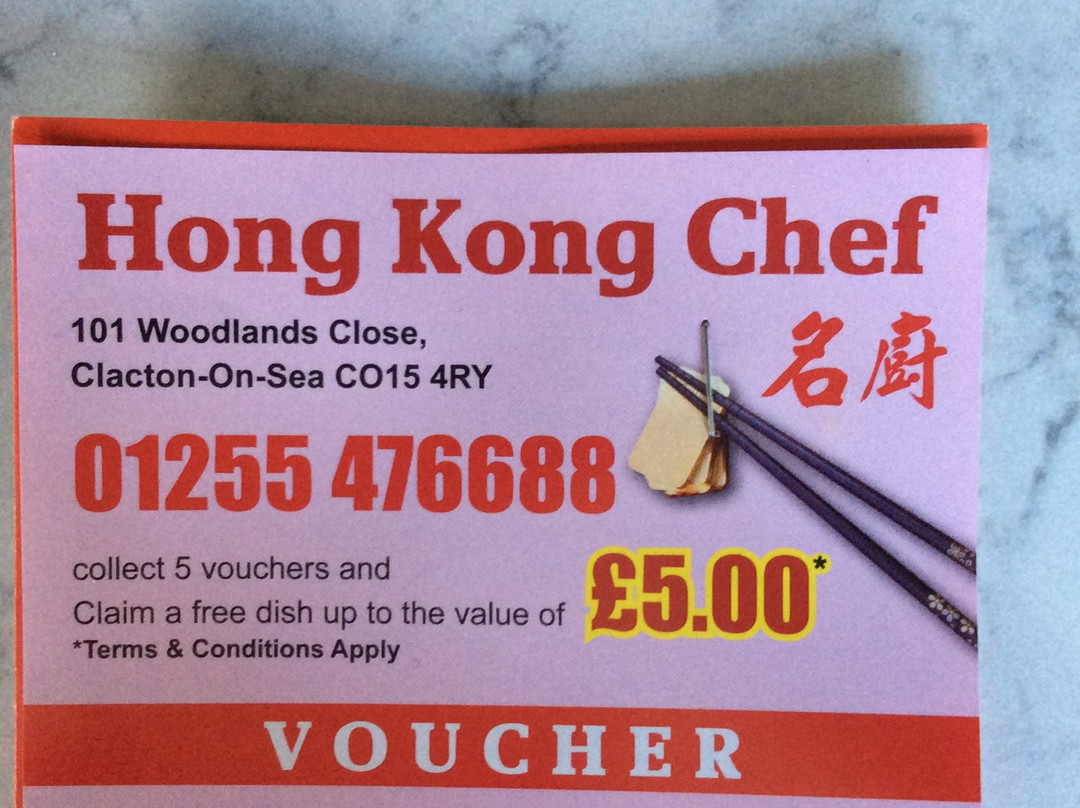 Hong Kong Chef
101 Woodlands Close,
Clacton-On-Sea CO15 4RY
名廚
01255 476688
collect 5 vouchers and
Claim a free dish up to the value of £5.00*
*Terms & Conditions Apply
VOUCHER